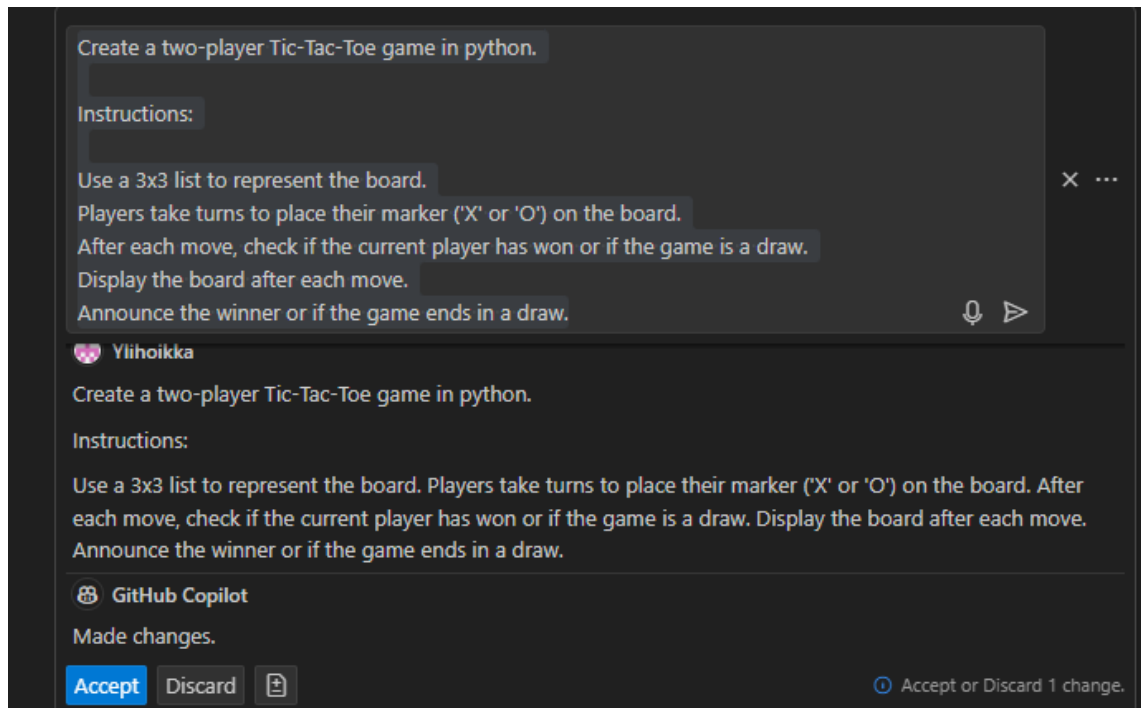 Create a two-player Tic-Tac-Toe game in python.
Instructions:
Use a 3x3 list to represent the board.
Players take turns to place their marker ('X' or 'O') on the board.
After each move, check if the current player has won or if the game is a draw.
Display the board after each move.
Announce the winner or if the game ends in a draw.
Ylihoikka
Create a two-player Tic-Tac-Toe game in python.
Instructions:
Use a 3x3 list to represent the board. Players take turns to place their marker ('X' or 'O') on the board. After
each move, check if the current player has won or if the game is a draw. Display the board after each move.
Announce the winner or if the game ends in a draw.
GitHub Copilot
Made changes.
Accept Discard Accept or Discard 1 change.